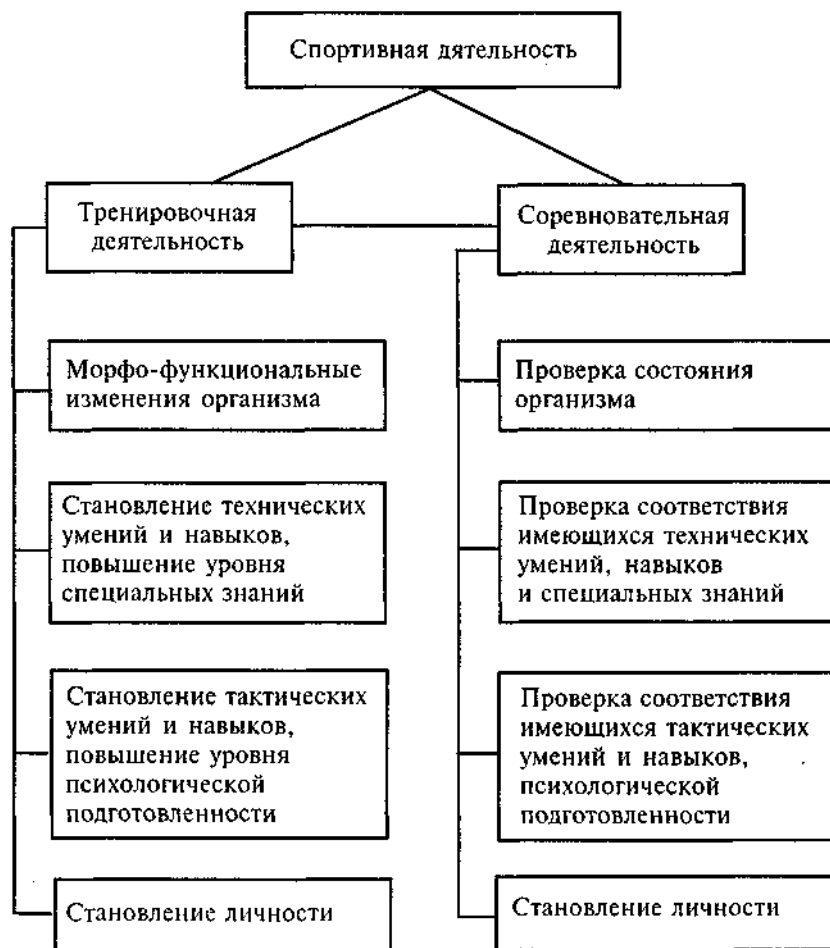 Спортивная дятельность
Тренировочная
деятельность
Соревновательная
деятельность
Морфо-функциональные
изменения организма
Проверка состояния
организма
Становление технических
умений и навыков,
повышение уровня
специальных знаний
Проверка соответствия
имеющихся технических
умений, навыков
и специальных знаний
Становление тактических
умений и навыков,
повышение уровня
психологической
подготовленности
Проверка соответствия
имеющихся тактических
умений и навыков,
психологической
подготовленности
Становление личности
Становление личности